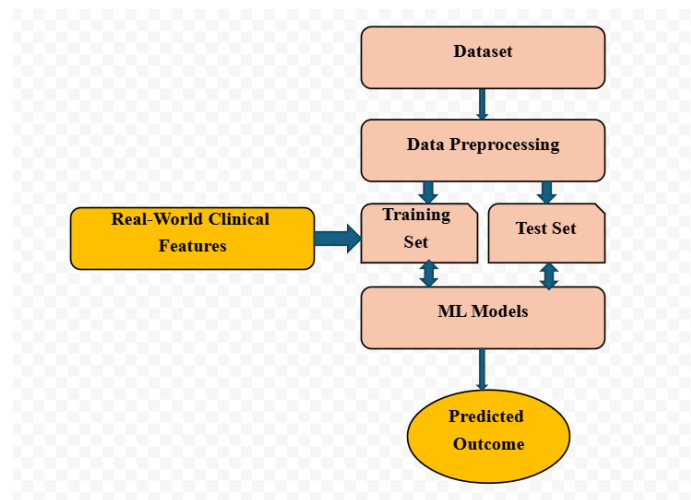 Dataset
Data Preprocessing
Real-World Clinical
Features
Training
Set
Test Set
ML Models
Predicted
Outcome